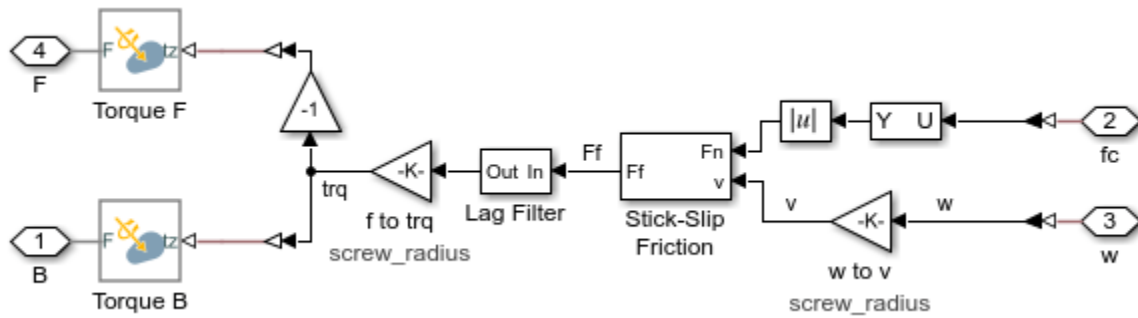 4
F
F
tz
Torque F
-1
trq
-K-
f to trq
screw_radius
Out In
Lag Filter
Ff
Ff
Fn
v
Stick-Slip
Friction
|u|
Y U
2
fc
v
-K-
w to v
screw_radius
w
3
w
1
B
F
tz
Torque B